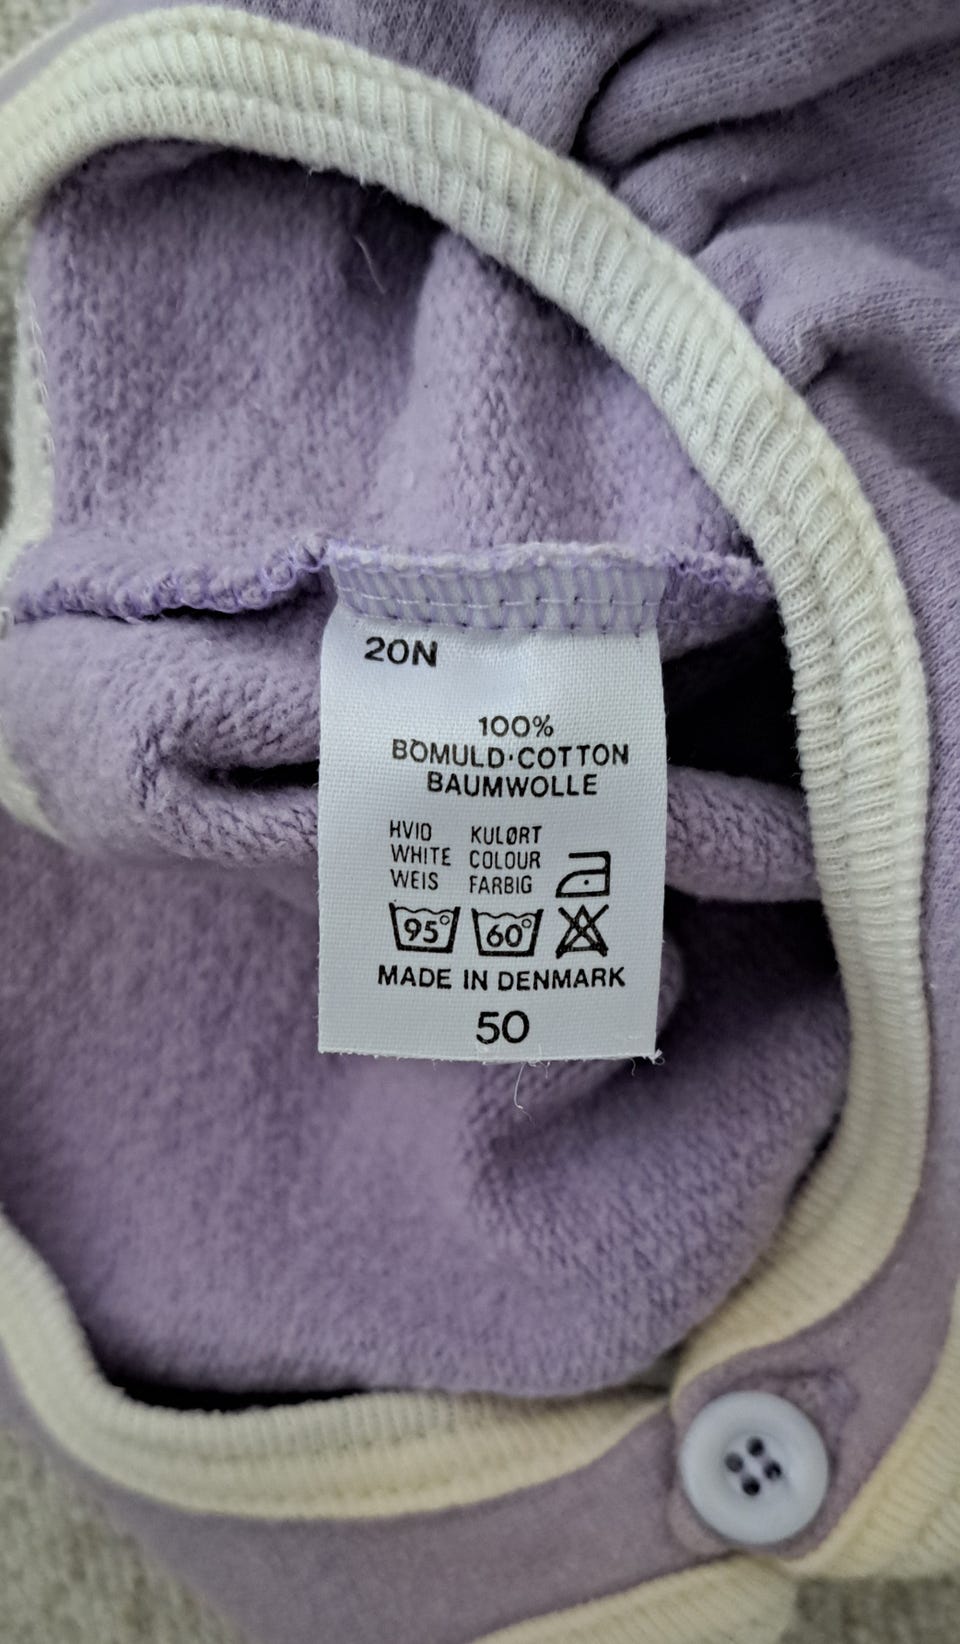 20N
100%
BOMULD·COTTON
BAUMWOLLE
HVID KULØRT
WHITE COLOUR
WEIS FARBIG
95° 60°
MADE IN DENMARK
50